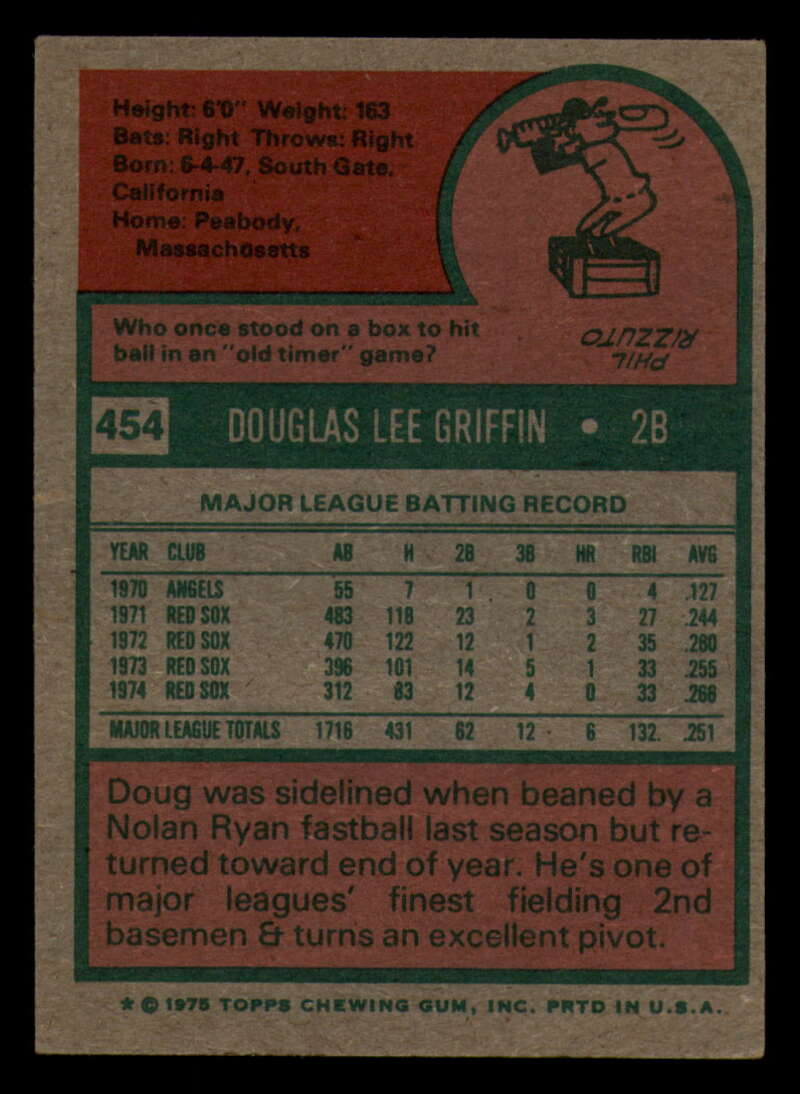 Height: 6'0" Weight: 163
Bats: Right Throws: Right
Born: 6-4-47, South Gate,
California
Home: Peabody,
Massachusetts
Who once stood on a box to hit
ball in an "old timer" game?
PHIL
RIZZUTO
454 DOUGLAS LEE GRIFFIN • 2B
MAJOR LEAGUE BATTING RECORD
YEAR CLUB AB H 2B 3B HR RBI AVG
1970 ANGELS 55 7 1 0 0 4 .127
1971 RED SOX 483 118 23 2 3 27 .244
1972 RED SOX 470 122 12 1 2 35 .260
1973 RED SOX 396 101 14 5 1 33 .255
1974 RED SOX 312 83 12 4 0 33 .266
MAJOR LEAGUE TOTALS 1716 431 62 12 6 132 .251
Doug was sidelined when beaned by a
Nolan Ryan fastball last season but re-
turned toward end of year. He's one of
major leagues' finest fielding 2nd
basemen & turns an excellent pivot.
* © 1975 TOPPS CHEWING GUM, INC. PRTD IN U.S.A.